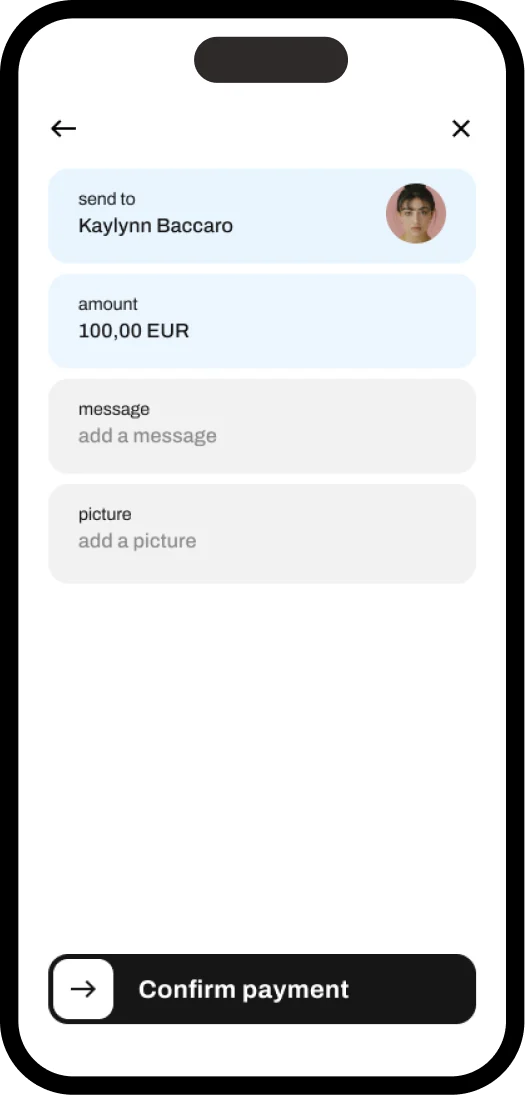 send to
Kaylynn Baccaro
amount
100,00 EUR
message
add a message
picture
add a picture
Confirm payment